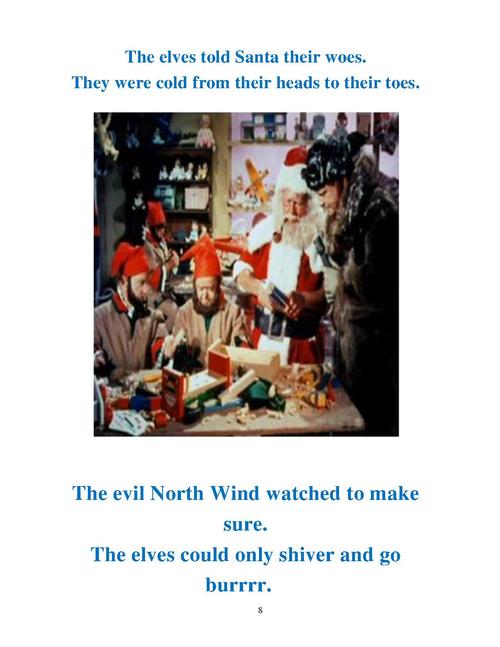 The elves told Santa their woes.
They were cold from their heads to their toes.
The evil North Wind watched to make
sure.
The elves could only shiver and go
burrrr.
8